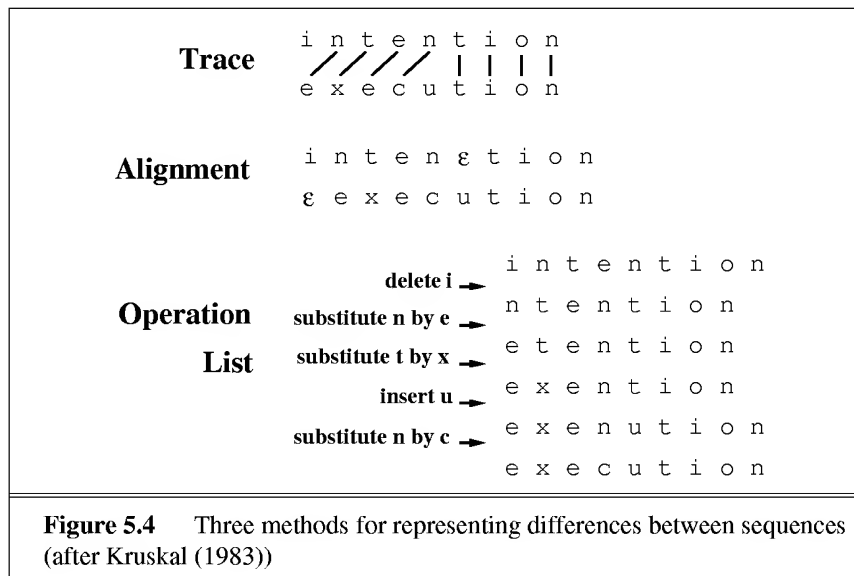 Trace
i n t e n t i o n
e x e c u t i o n
Alignment
i n t e n ε t i o n
ε e x e c u t i o n
Operation List
i n t e n t i o n
delete i
n t e n t i o n
substitute n by e
e t e n t i o n
substitute t by x
e x e n t i o n
insert u
e x e n u t i o n
substitute n by c
e x e c u t i o n
Figure 5.4 Three methods for representing differences between sequences
(after Kruskal (1983))